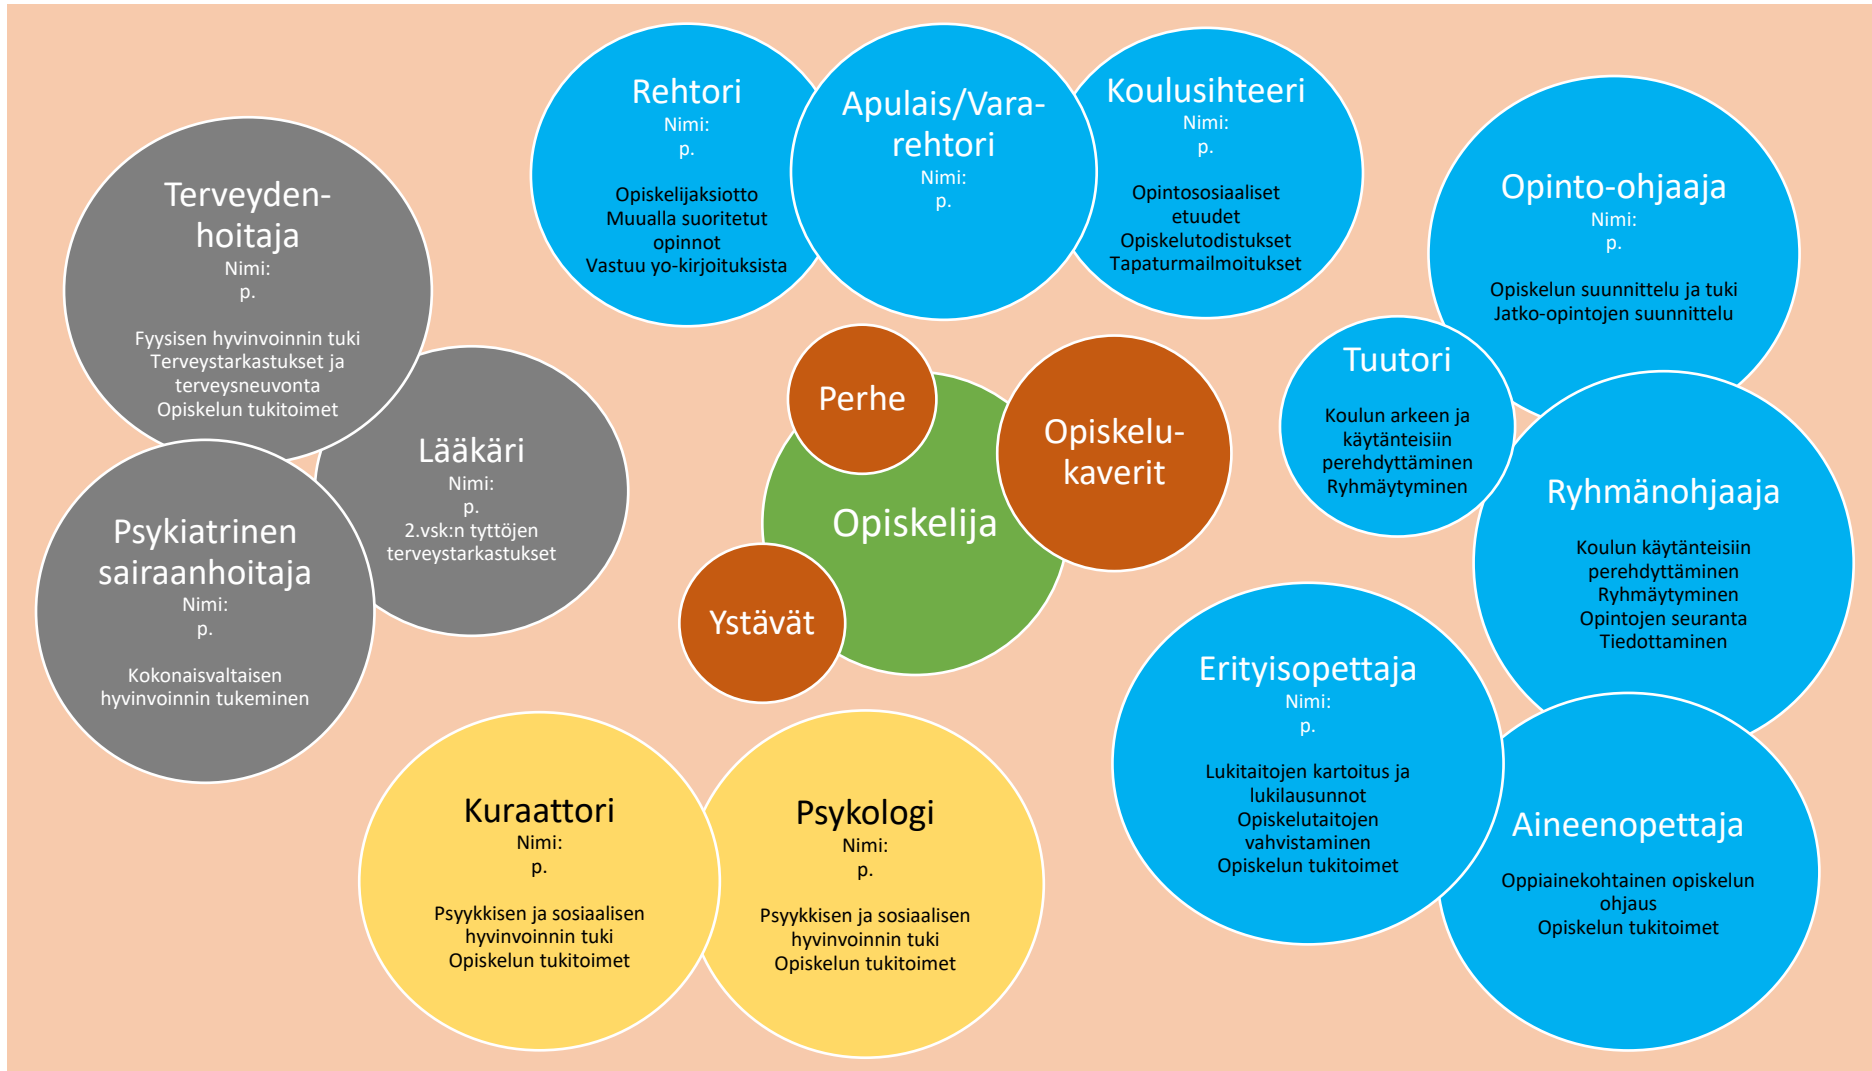 Rehtori
Nimi:
p.
Opiskelijaksiotto
Muualla suoritetut
opinnot
Vastuu yo-kirjoituksista
Apulais/Vara-
rehtori
Nimi:
p.
Koulusihteeri
Nimi:
p.
Opintososiaaliset
etuudet
Opiskelutodistukset
Tapaturmailmoitukset
Opinto-ohjaaja
Nimi:
p.
Opiskelun suunnittelu ja tuki
Jatko-opintojen suunnittelu
Terveyden-
hoitaja
Nimi:
p.
Fyysisen hyvinvoinnin tuki
Terveystarkastukset ja
terveysneuvonta
Opiskelun tukitoimet
Lääkäri
Nimi:
p.
2.vsk:n tyttöjen
terveystarkastukset
Psykiatrinen
sairaanhoitaja
Nimi:
p.
Kokonaisvaltaisen
hyvinvoinnin tukeminen
Perhe
Opiskelu-
kaverit
Opiskelija
Ystävät
Tuutori
Koulun arkeen ja
käytänteisiin
perehdyttäminen
Ryhmäytyminen
Ryhmänohjaaja
Koulun käytänteisiin
perehdyttäminen
Ryhmäytyminen
Opintojen seuranta
Tiedottaminen
Erityisopettaja
Nimi:
p.
Lukitaitojen kartoitus ja
lukilausunnot
Opiskelutaitojen
vahvistaminen
Opiskelun tukitoimet
Aineenopettaja
Oppiainekohtainen opiskelun
ohjaus
Opiskelun tukitoimet
Kuraattori
Nimi:
p.
Psyykkisen ja sosiaalisen
hyvinvoinnin tuki
Opiskelun tukitoimet
Psykologi
Nimi:
p.
Psyykkisen ja sosiaalisen
hyvinvoinnin tuki
Opiskelun tukitoimet